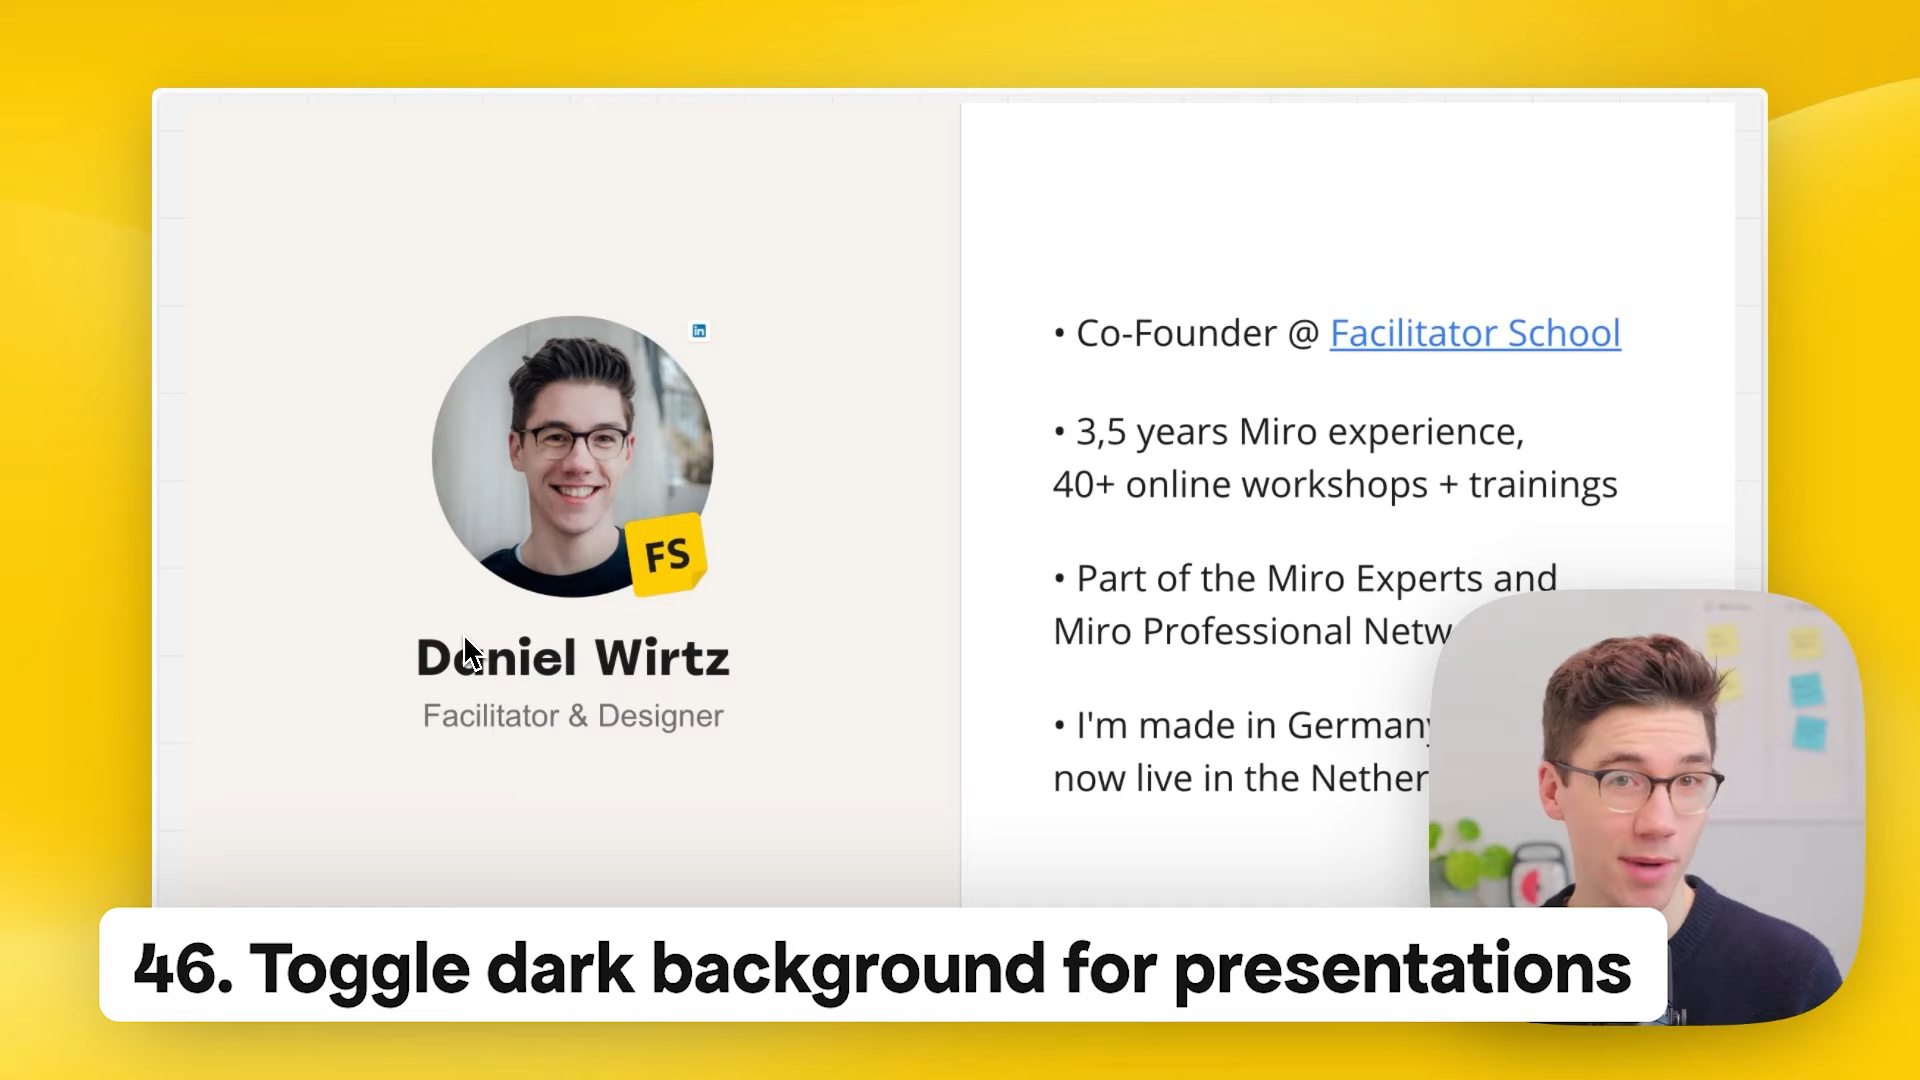 in
• Co-Founder @ Facilitator School
• 3,5 years Miro experience,
40+ online workshops + trainings
FS
• Part of the Miro Experts and
Miro Professional Netw
Daniel Wirtz
Facilitator & Designer
• I'm made in Germany
now live in the Nether
46. Toggle dark background for presentations